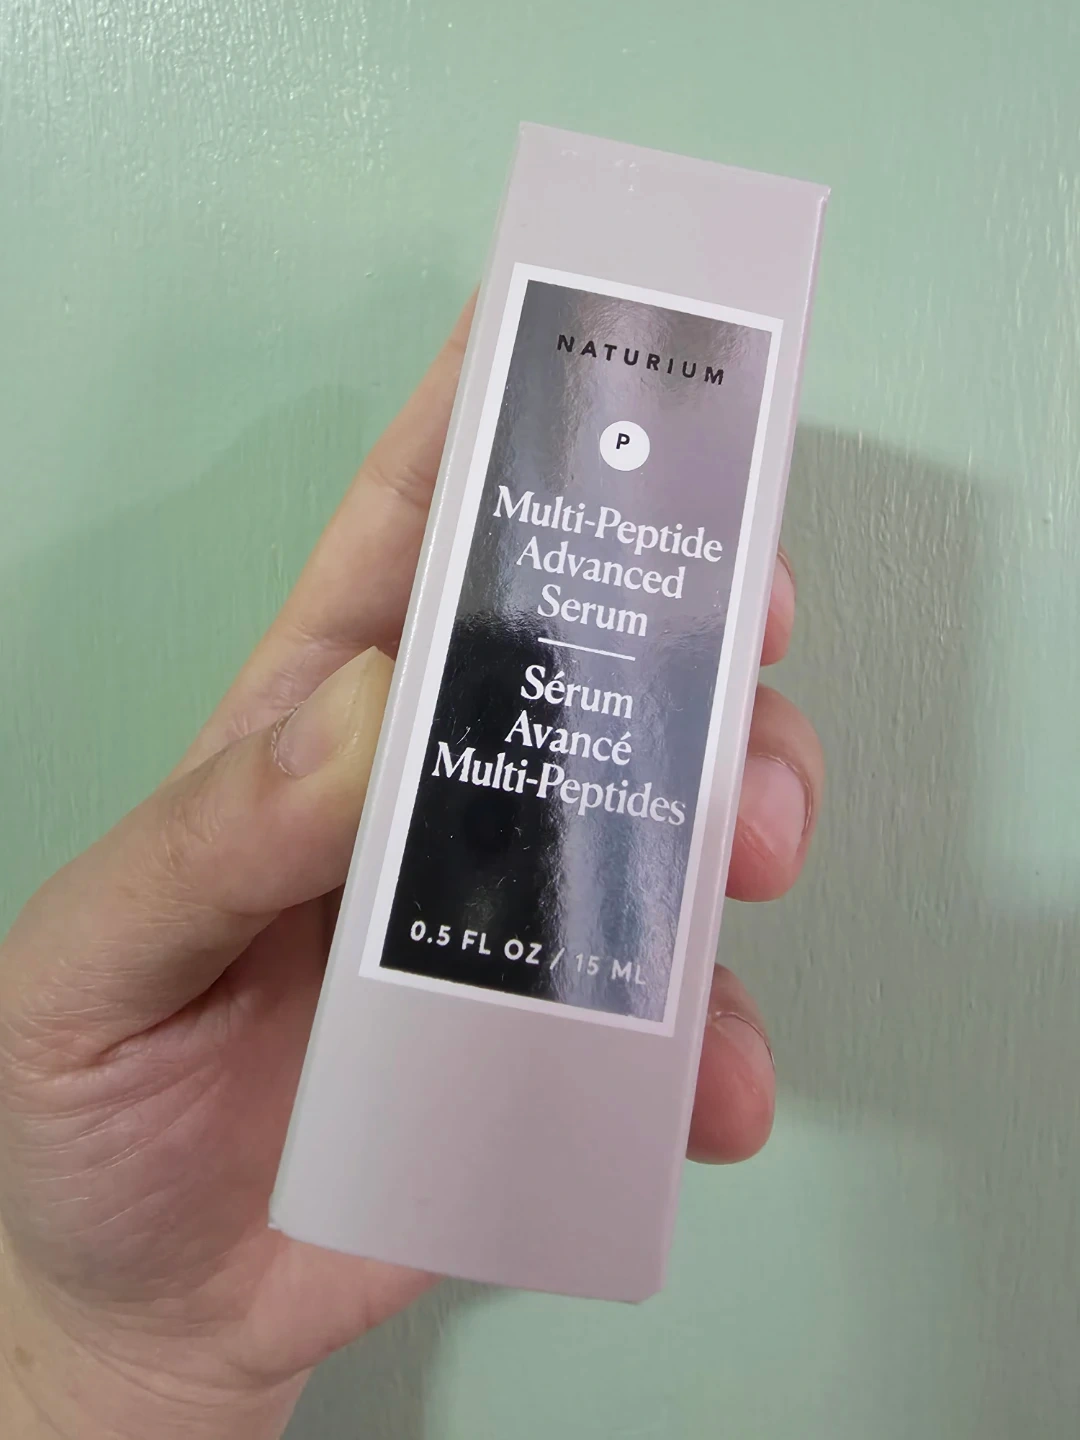 NATURIUM
P
Multi-Peptide
Advanced
Serum
Sérum
Avancé
Multi-Peptides
0.5 FL OZ / 15 ML